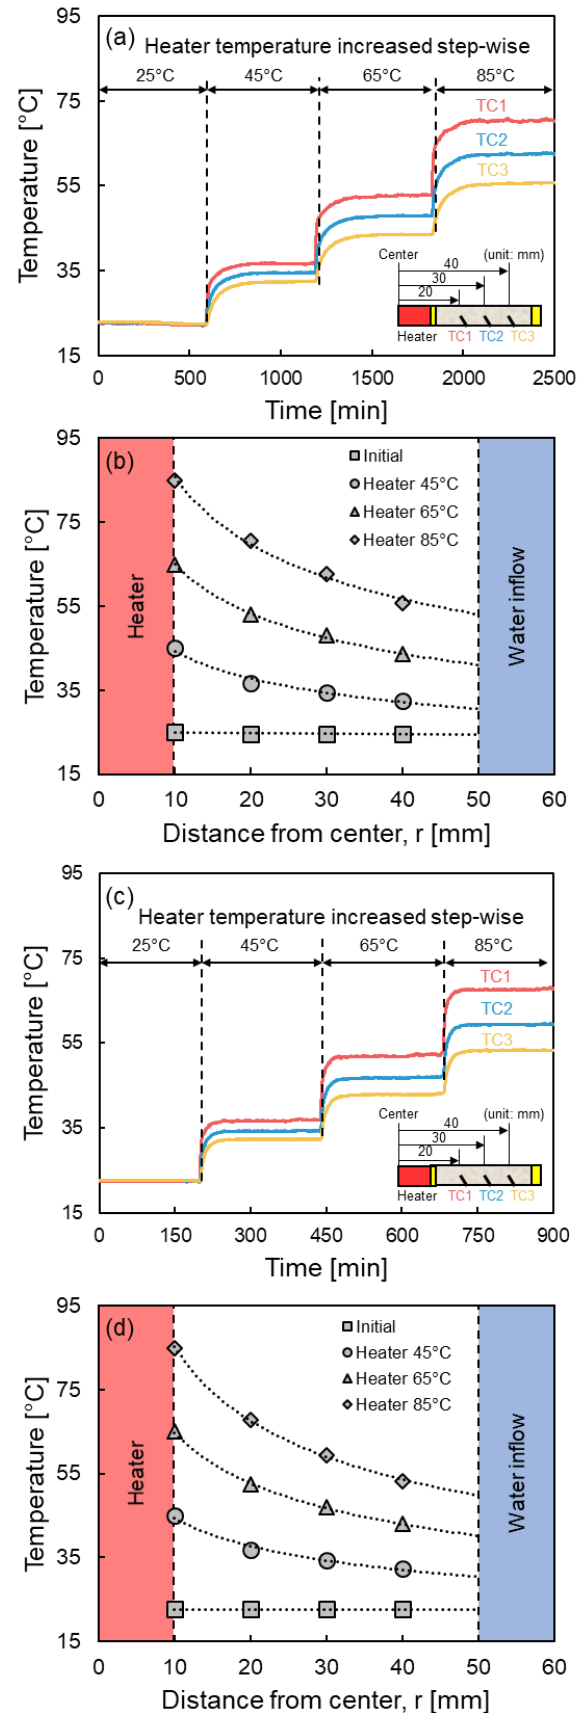 (a)
Heater temperature increased step-wise
25°C 45°C 65°C 85°C
TC1
TC2
TC3
Center 40 (unit: mm)
30
20
Heater TC1 TC2 TC3
95
75
55
35
15
Temperature [°C]
0 500 1000 1500 2000 2500
Time [min]
(b)
Initial
Heater 45°C
Heater 65°C
Heater 85°C
Heater
Water inflow
95
75
55
35
15
Temperature [°C]
0 10 20 30 40 50 60
Distance from center, r [mm]
(c)
Heater temperature increased step-wise
25°C 45°C 65°C 85°C
TC1
TC2
TC3
Center 40 (unit: mm)
30
20
Heater TC1 TC2 TC3
95
75
55
35
15
Temperature [°C]
0 150 300 450 600 750 900
Time [min]
(d)
Initial
Heater 45°C
Heater 65°C
Heater 85°C
Heater
Water inflow
95
75
55
35
15
Temperature [°C]
0 10 20 30 40 50 60
Distance from center, r [mm]